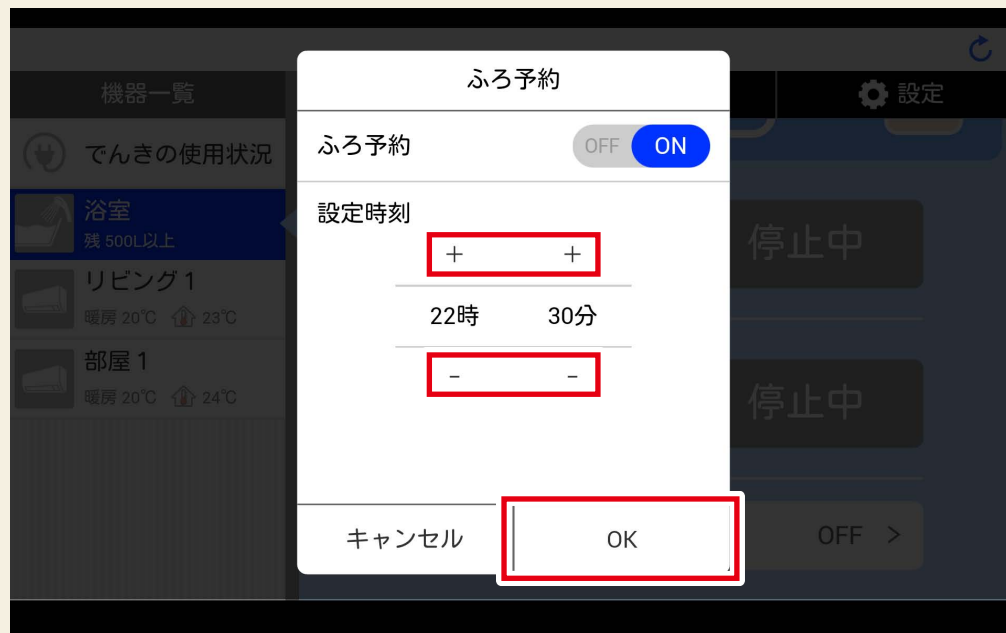 ふろ予約
機器一覧
設定
でんきの使用状況
浴室
残 500L以上
リビング 1
暖房 20℃ 23℃
部屋 1
暖房 20℃ 24℃
ふろ予約
OFF ON
設定時刻
+ +
22時 30分
- -
キャンセル OK
停止中
停止中
OFF >